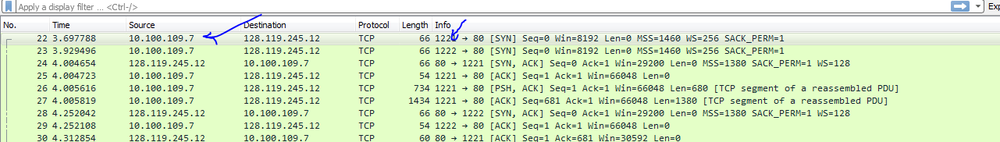 Apply a display filter ... <Ctrl-/> Exp
No. Time Source Destination Protocol Length Info
22 3.697788 10.100.109.7 128.119.245.12 TCP 66 1221 → 80 [SYN] Seq=0 Win=8192 Len=0 MSS=1460 WS=256 SACK_PERM=1
23 3.929496 10.100.109.7 128.119.245.12 TCP 66 1222 → 80 [SYN] Seq=0 Win=8192 Len=0 MSS=1460 WS=256 SACK_PERM=1
24 4.004654 128.119.245.12 10.100.109.7 TCP 66 80 → 1221 [SYN, ACK] Seq=0 Ack=1 Win=29200 Len=0 MSS=1380 SACK_PERM=1 WS=128
25 4.004723 10.100.109.7 128.119.245.12 TCP 54 1221 → 80 [ACK] Seq=1 Ack=1 Win=66048 Len=0
26 4.005616 10.100.109.7 128.119.245.12 TCP 734 1221 → 80 [PSH, ACK] Seq=1 Ack=1 Win=66048 Len=680 [TCP segment of a reassembled PDU]
27 4.005819 10.100.109.7 128.119.245.12 TCP 1434 1221 → 80 [ACK] Seq=681 Ack=1 Win=66048 Len=1380 [TCP segment of a reassembled PDU]
28 4.252042 128.119.245.12 10.100.109.7 TCP 66 80 → 1222 [SYN, ACK] Seq=0 Ack=1 Win=29200 Len=0 MSS=1380 SACK_PERM=1 WS=128
29 4.252108 10.100.109.7 128.119.245.12 TCP 54 1222 → 80 [ACK] Seq=1 Ack=1 Win=66048 Len=0
30 4.312854 128.119.245.12 10.100.109.7 TCP 60 80 → 1221 [ACK] Seq=1 Ack=681 Win=30592 Len=0